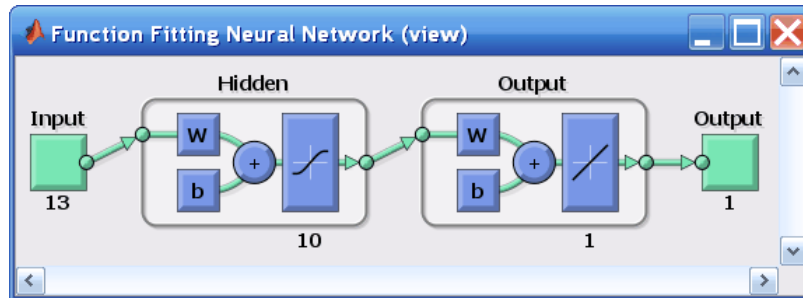 Function Fitting Neural Network (view)
Hidden
Output
Input
Output
W
b
+
W
b
+
13
10
1
1